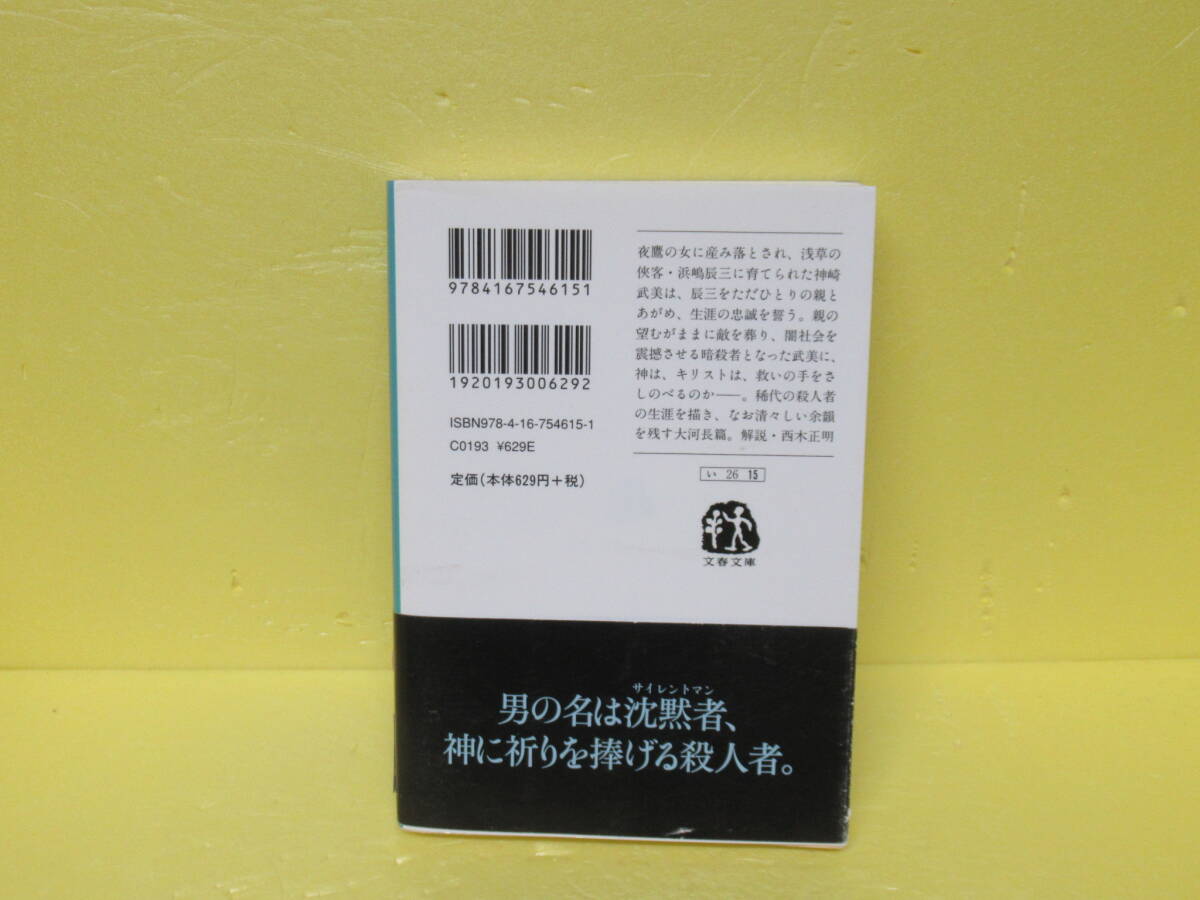 9784167546151
1920193006292
ISBN978-4-16-754615-1
C0193 ¥629E
定価(本体629円+税)
夜鷹の女に産み落とされ、浅草の
俠客・浜嶋辰三に育てられた神崎
武美は、辰三をただひとりの親と
あがめ、生涯の忠誠を誓う。親の
望むがままに敵を葬り、闇社会を
震撼させる暗殺者となった武美に、
神は、キリストは、救いの手をさ
しのべるのか——。稀代の殺人者
の生涯を描き、なお清々しい余韻
を残す大河長篇。解説・西木正明
い 26 15
文春文庫
サイレントマン
男の名は沈黙者、
神に祈りを捧げる殺人者。